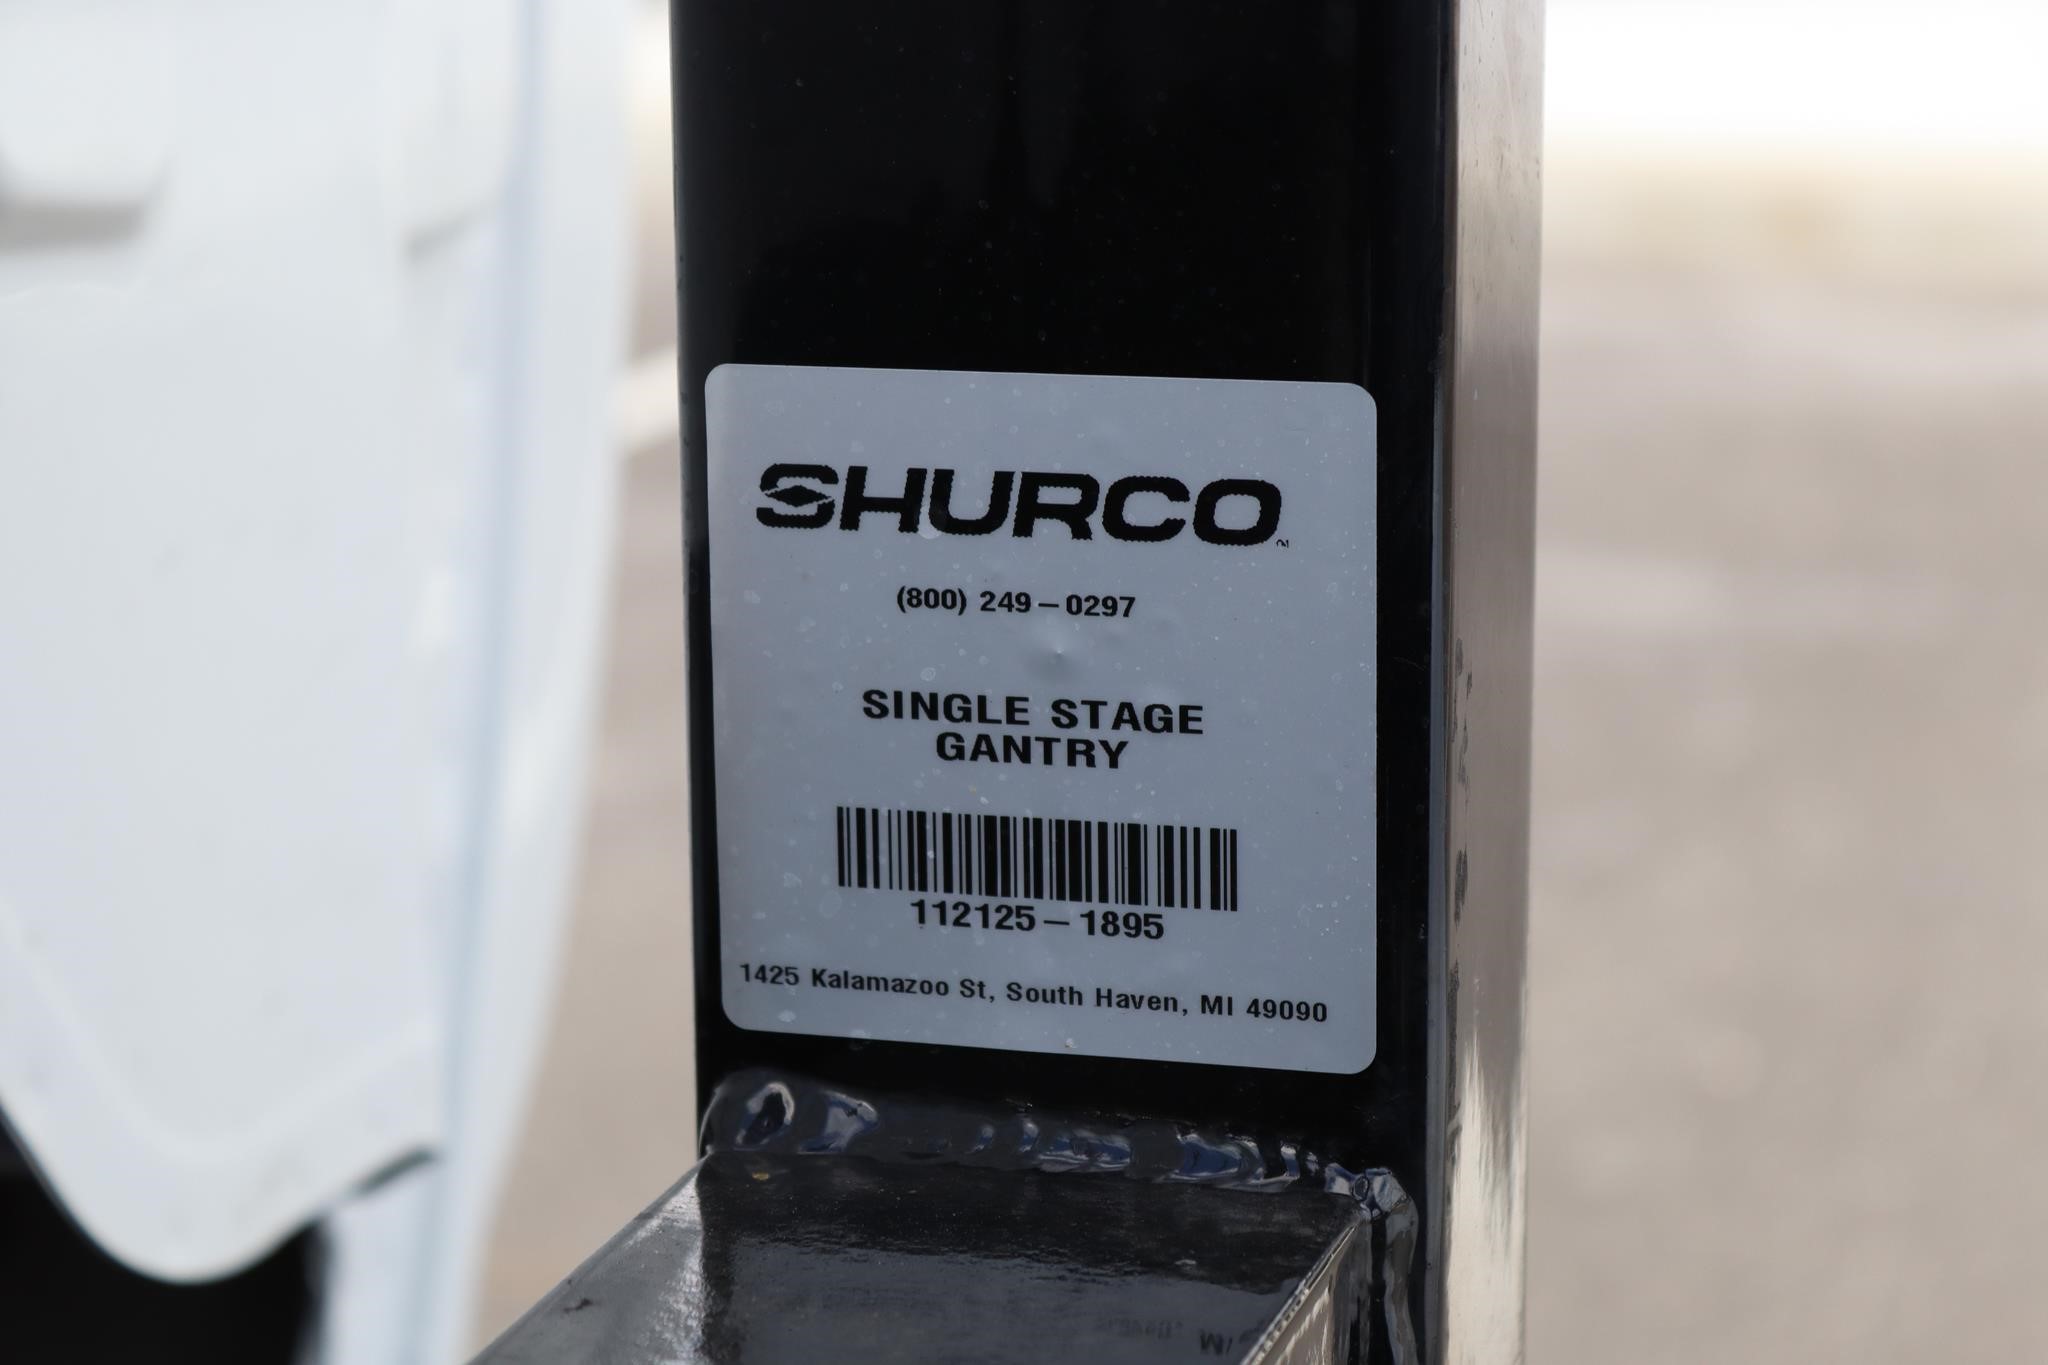 SHURCO
(800) 249-0297
SINGLE STAGE
GANTRY
112125-1895
1425 Kalamazoo St, South Haven, MI 49090